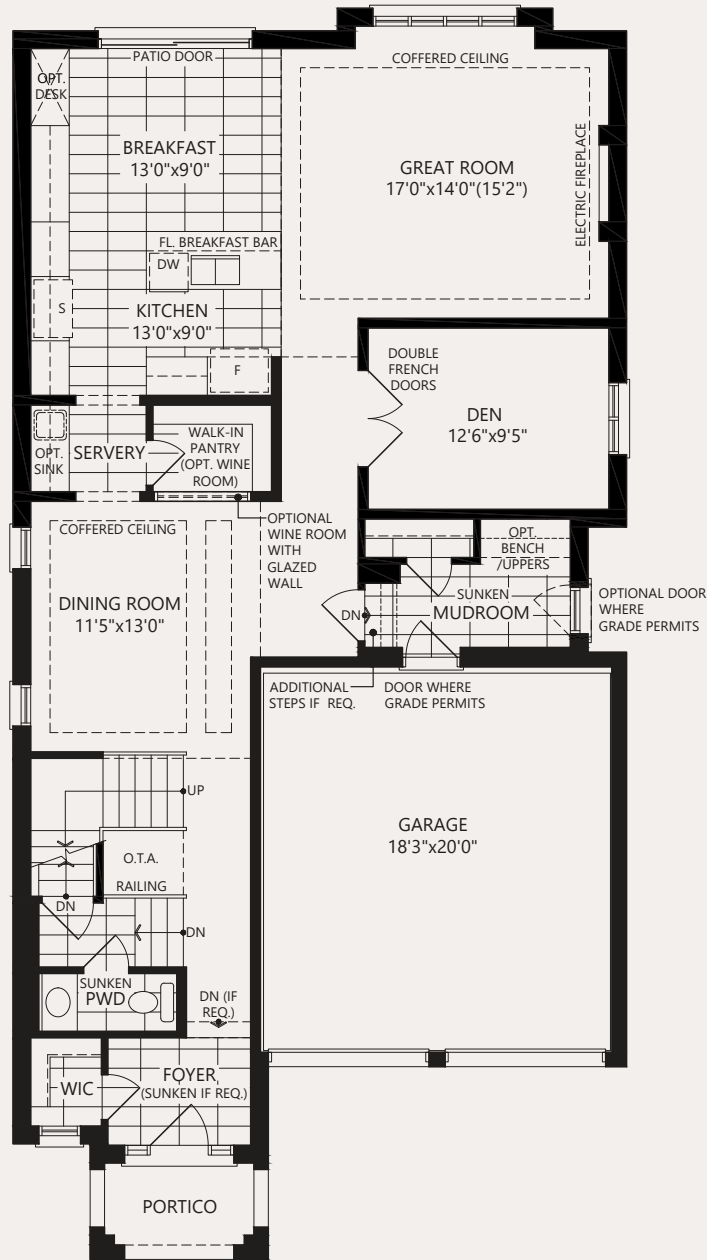 PATIO DOOR
COFFERED CEILING
OPT.
DESK
BREAKFAST
13'0"x9'0"
GREAT ROOM
17'0"x14'0"(15'2")
ELECTRIC FIREPLACE
FL. BREAKFAST BAR
DW
S
KITCHEN
13'0"x9'0"
F
DOUBLE
FRENCH
DOORS
DEN
12'6"x9'5"
OPT.
SINK
SERVERY
WALK-IN
PANTRY
(OPT. WINE
ROOM)
OPTIONAL
WINE ROOM
WITH
GLAZED
WALL
COFFERED CEILING
DINING ROOM
11'5"x13'0"
OPT.
BENCH
/UPPERS
SUNKEN
MUDROOM
DN
OPTIONAL DOOR
WHERE
GRADE PERMITS
ADDITIONAL
STEPS IF REQ.
DOOR WHERE
GRADE PERMITS
UP
O.T.A.
RAILING
DN
DN
GARAGE
18'3"x20'0"
SUNKEN
PWD
DN (IF
REQ.)
WIC
FOYER
(SUNKEN IF REQ.)
PORTICO